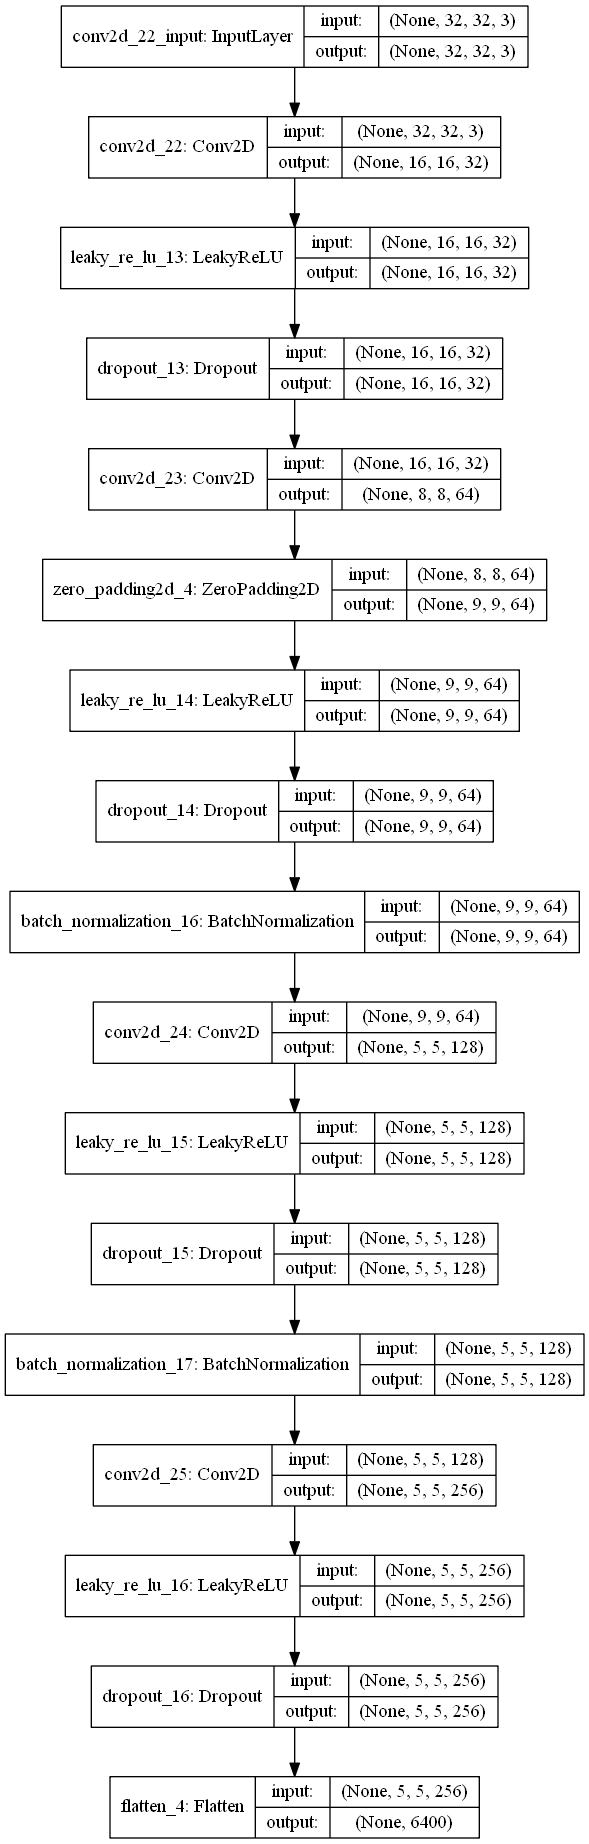 conv2d_22_input: InputLayer
input: (None, 32, 32, 3)
output: (None, 32, 32, 3)
conv2d_22: Conv2D
input: (None, 32, 32, 3)
output: (None, 16, 16, 32)
leaky_re_lu_13: LeakyReLU
input: (None, 16, 16, 32)
output: (None, 16, 16, 32)
dropout_13: Dropout
input: (None, 16, 16, 32)
output: (None, 16, 16, 32)
conv2d_23: Conv2D
input: (None, 16, 16, 32)
output: (None, 8, 8, 64)
zero_padding2d_4: ZeroPadding2D
input: (None, 8, 8, 64)
output: (None, 9, 9, 64)
leaky_re_lu_14: LeakyReLU
input: (None, 9, 9, 64)
output: (None, 9, 9, 64)
dropout_14: Dropout
input: (None, 9, 9, 64)
output: (None, 9, 9, 64)
batch_normalization_16: BatchNormalization
input: (None, 9, 9, 64)
output: (None, 9, 9, 64)
conv2d_24: Conv2D
input: (None, 9, 9, 64)
output: (None, 5, 5, 128)
leaky_re_lu_15: LeakyReLU
input: (None, 5, 5, 128)
output: (None, 5, 5, 128)
dropout_15: Dropout
input: (None, 5, 5, 128)
output: (None, 5, 5, 128)
batch_normalization_17: BatchNormalization
input: (None, 5, 5, 128)
output: (None, 5, 5, 128)
conv2d_25: Conv2D
input: (None, 5, 5, 128)
output: (None, 5, 5, 256)
leaky_re_lu_16: LeakyReLU
input: (None, 5, 5, 256)
output: (None, 5, 5, 256)
dropout_16: Dropout
input: (None, 5, 5, 256)
output: (None, 5, 5, 256)
flatten_4: Flatten
input: (None, 5, 5, 256)
output: (None, 6400)